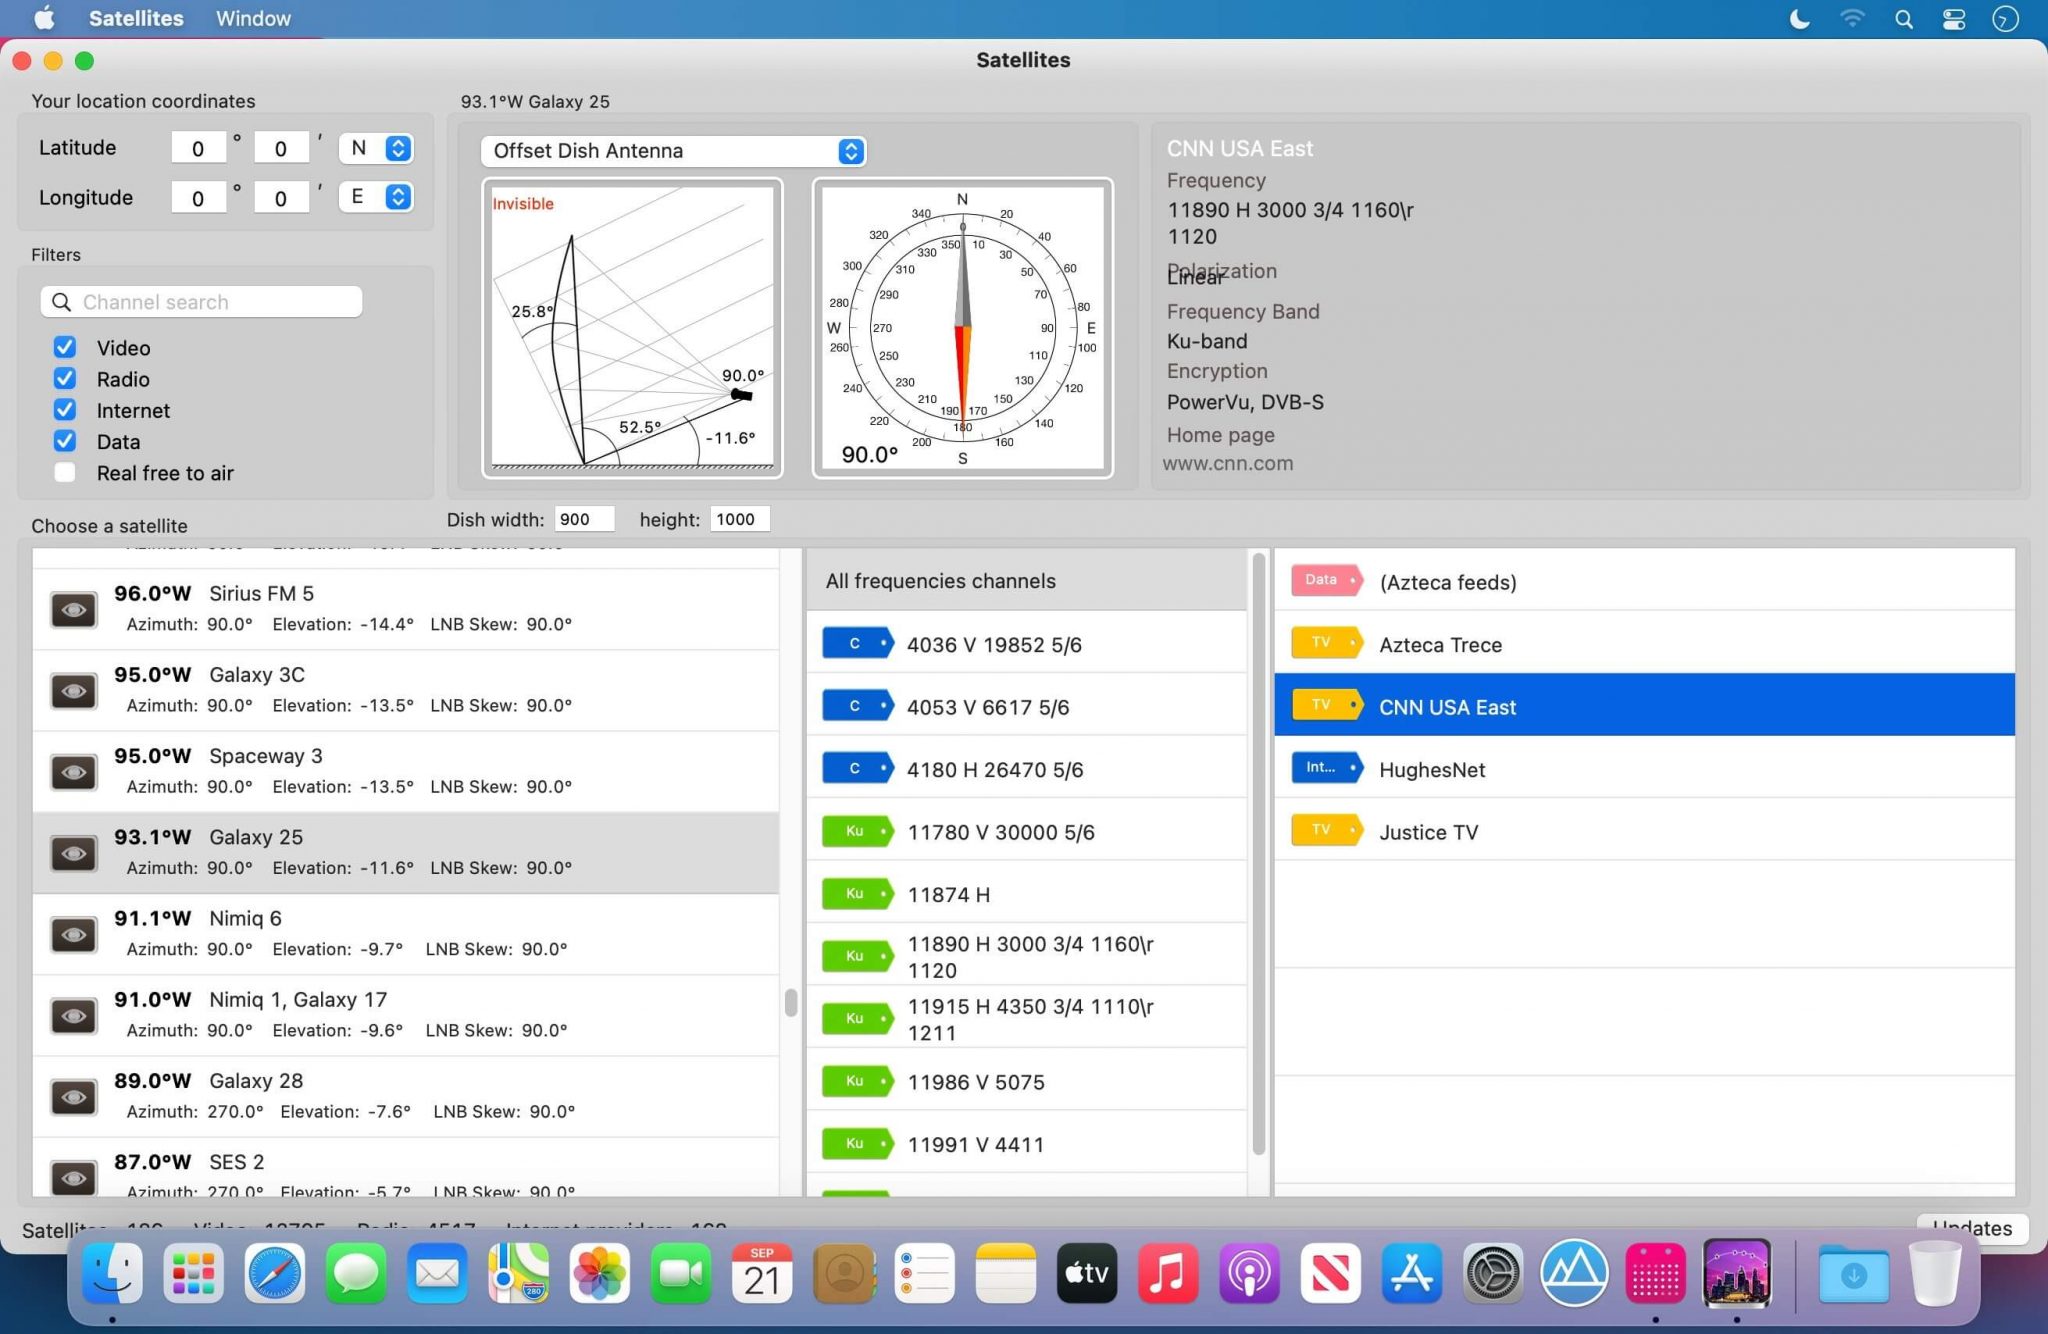 Satellites Window
Satellites
Your location coordinates
Latitude 0 ° 0 ′ N
Longitude 0 ° 0 ′ E
Filters
Channel search
Video
Radio
Internet
Data
Real free to air
93.1°W Galaxy 25
Offset Dish Antenna
Invisible
25.8°
90.0°
52.5°
-11.6°
N
340 0 20
320 350 10 40
330 30
300 310 50 60
280 290 70 80
W 270 90 E
260 250 110 100
240 230 130 120
210 150
220 190 170 140
200 180 160
90.0° S
CNN USA East
Frequency
11890 H 3000 3/4 1160\r
1120
Polarization
Linear
Frequency Band
Ku-band
Encryption
PowerVu, DVB-S
Home page
www.cnn.com
Dish width: 900 height: 1000
Choose a satellite
96.0°W Sirius FM 5
Azimuth: 90.0° Elevation: -14.4° LNB Skew: 90.0°
95.0°W Galaxy 3C
Azimuth: 90.0° Elevation: -13.5° LNB Skew: 90.0°
95.0°W Spaceway 3
Azimuth: 90.0° Elevation: -13.5° LNB Skew: 90.0°
93.1°W Galaxy 25
Azimuth: 90.0° Elevation: -11.6° LNB Skew: 90.0°
91.1°W Nimiq 6
Azimuth: 90.0° Elevation: -9.7° LNB Skew: 90.0°
91.0°W Nimiq 1, Galaxy 17
Azimuth: 90.0° Elevation: -9.6° LNB Skew: 90.0°
89.0°W Galaxy 28
Azimuth: 270.0° Elevation: -7.6° LNB Skew: 90.0°
87.0°W SES 2
Azimuth: 270.0° Elevation: -5.7° LNB Skew: 90.0°
All frequencies channels
C 4036 V 19852 5/6
C 4053 V 6617 5/6
C 4180 H 26470 5/6
Ku 11780 V 30000 5/6
Ku 11874 H
Ku 11890 H 3000 3/4 1160\r
1120
Ku 11915 H 4350 3/4 1110\r
1211
Ku 11986 V 5075
Ku 11991 V 4411
Data (Azteca feeds)
TV Azteca Trece
TV CNN USA East
Int... HughesNet
TV Justice TV
Updates
SEP
21
280
tv